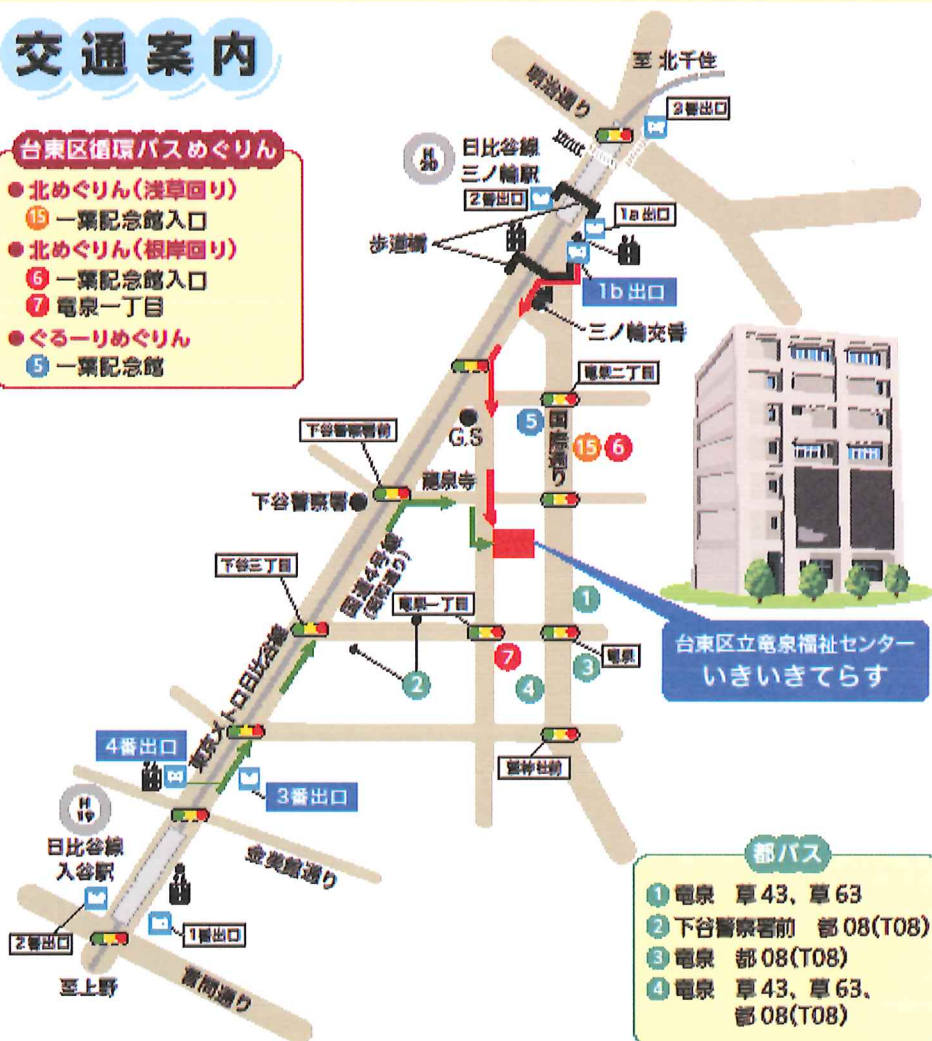 交通案内
台東区循環バスめぐりん
● 北めぐりん(浅草回り)
15 一葉記念館入口
● 北めぐりん(根岸回り)
6 一葉記念館入口
7 竜泉一丁目
● ぐるーりめぐりん
5 一葉記念館
至 北千住
明治通り
3番出口
H 20
日比谷線
三ノ輪駅
2番出口
1a出口
歩道橋
1b出口
三ノ輪交番
竜泉二丁目
G.S
5
国際通り
15 6
下谷警察署前
龍泉寺
下谷警察署
下谷三丁目
竜泉一丁目
1
竜泉
2
7
3
4
台東区立竜泉福祉センター
いきいきてらす
東京メトロ日比谷線
4番出口
3番出口
H 19
日比谷線
入谷駅
金美館通り
2番出口
1番出口
至上野
言問通り
都バス
1 竜泉 草43、草63
2 下谷警察署前 都08(T08)
3 竜泉 都08(T08)
4 竜泉 草43、草63、
都08(T08)